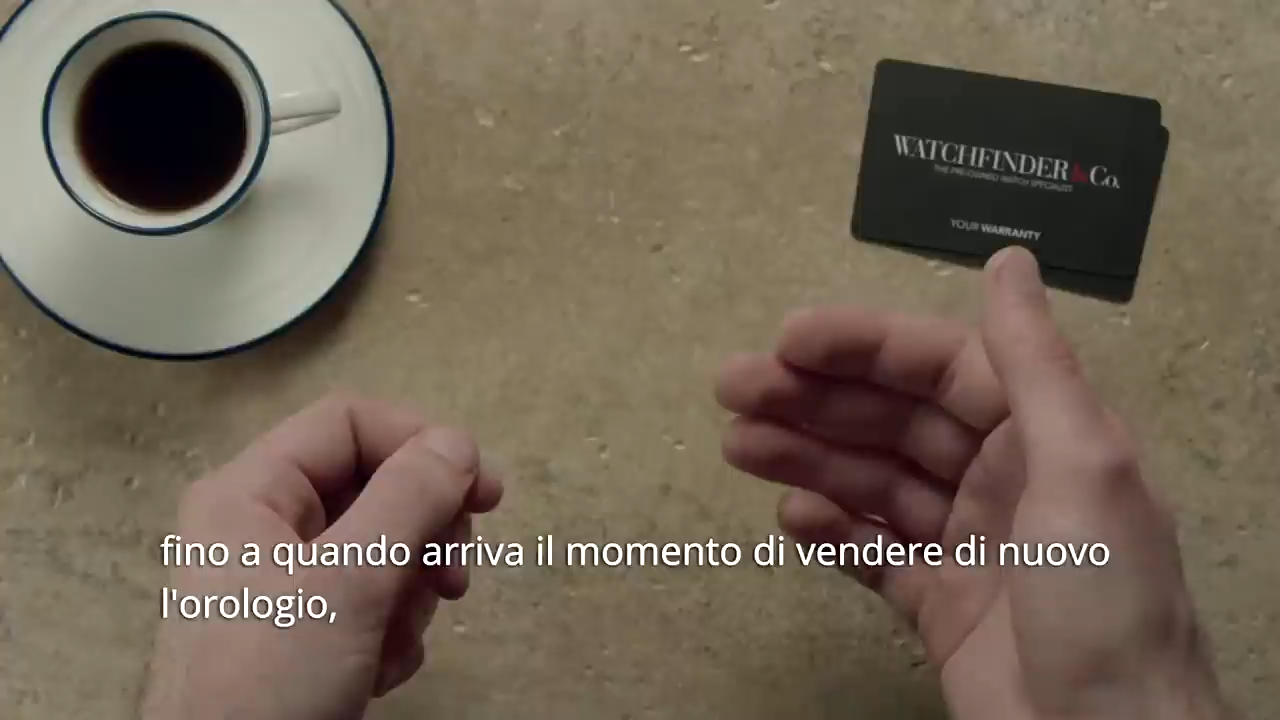 WATCHFINDER & Co.
THE PRE-OWNED WATCH SPECIALIST
YOUR WARRANTY
fino a quando arriva il momento di vendere di nuovo
l'orologio,